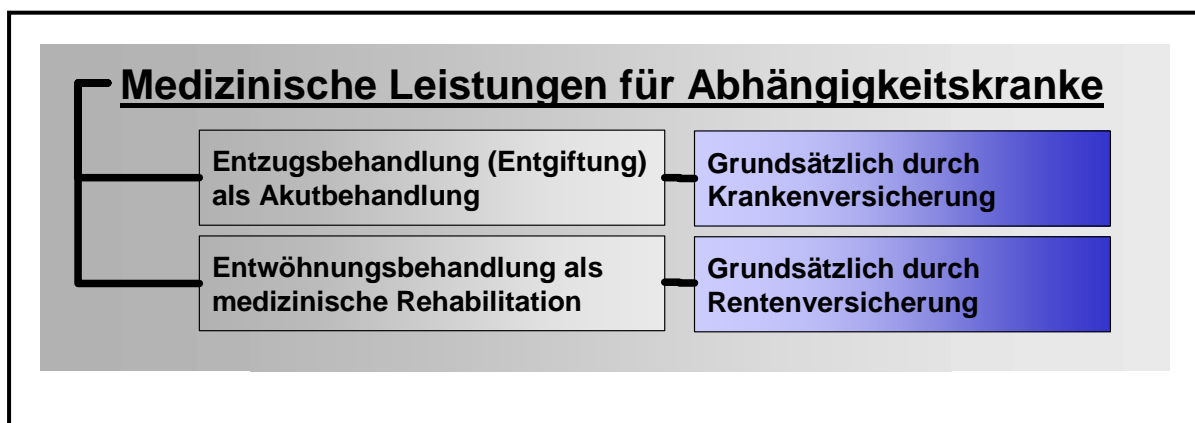 Medizinische Leistungen für Abhängigkeitskranke
Entzugsbehandlung (Entgiftung)
als Akutbehandlung
Grundsätzlich durch
Krankenversicherung
Entwöhnungsbehandlung als
medizinische Rehabilitation
Grundsätzlich durch
Rentenversicherung